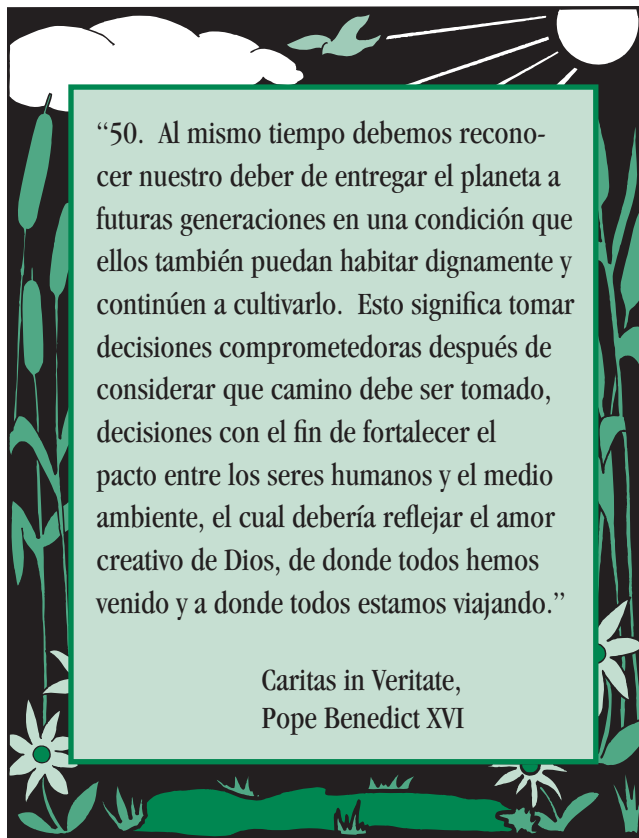 “50.  Al mismo tiempo debemos recono-
cer nuestro deber de entregar el planeta a
futuras generaciones en una condición que
ellos también puedan habitar dignamente y
continúen a cultivarlo.  Esto significa tomar
decisiones comprometedoras después de
considerar que camino debe ser tomado,
decisiones con el fin de fortalecer el
pacto entre los seres humanos y el medio
ambiente, el cual debería reflejar el amor
creativo de Dios, de donde todos hemos
venido y a donde todos estamos viajando.”
Caritas in Veritate,
Pope Benedict XVI